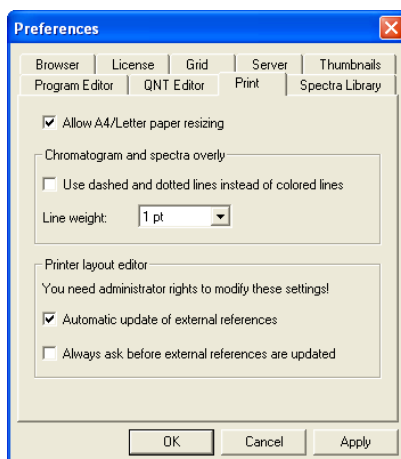 Preferences
Browser License Grid Server Thumbnails
Program Editor QNT Editor Print Spectra Library
Allow A4/Letter paper resizing
Chromatogram and spectra overly
Use dashed and dotted lines instead of colored lines
Line weight: 1 pt
Printer layout editor
You need administrator rights to modify these settings!
Automatic update of external references
Always ask before external references are updated
OK Cancel Apply